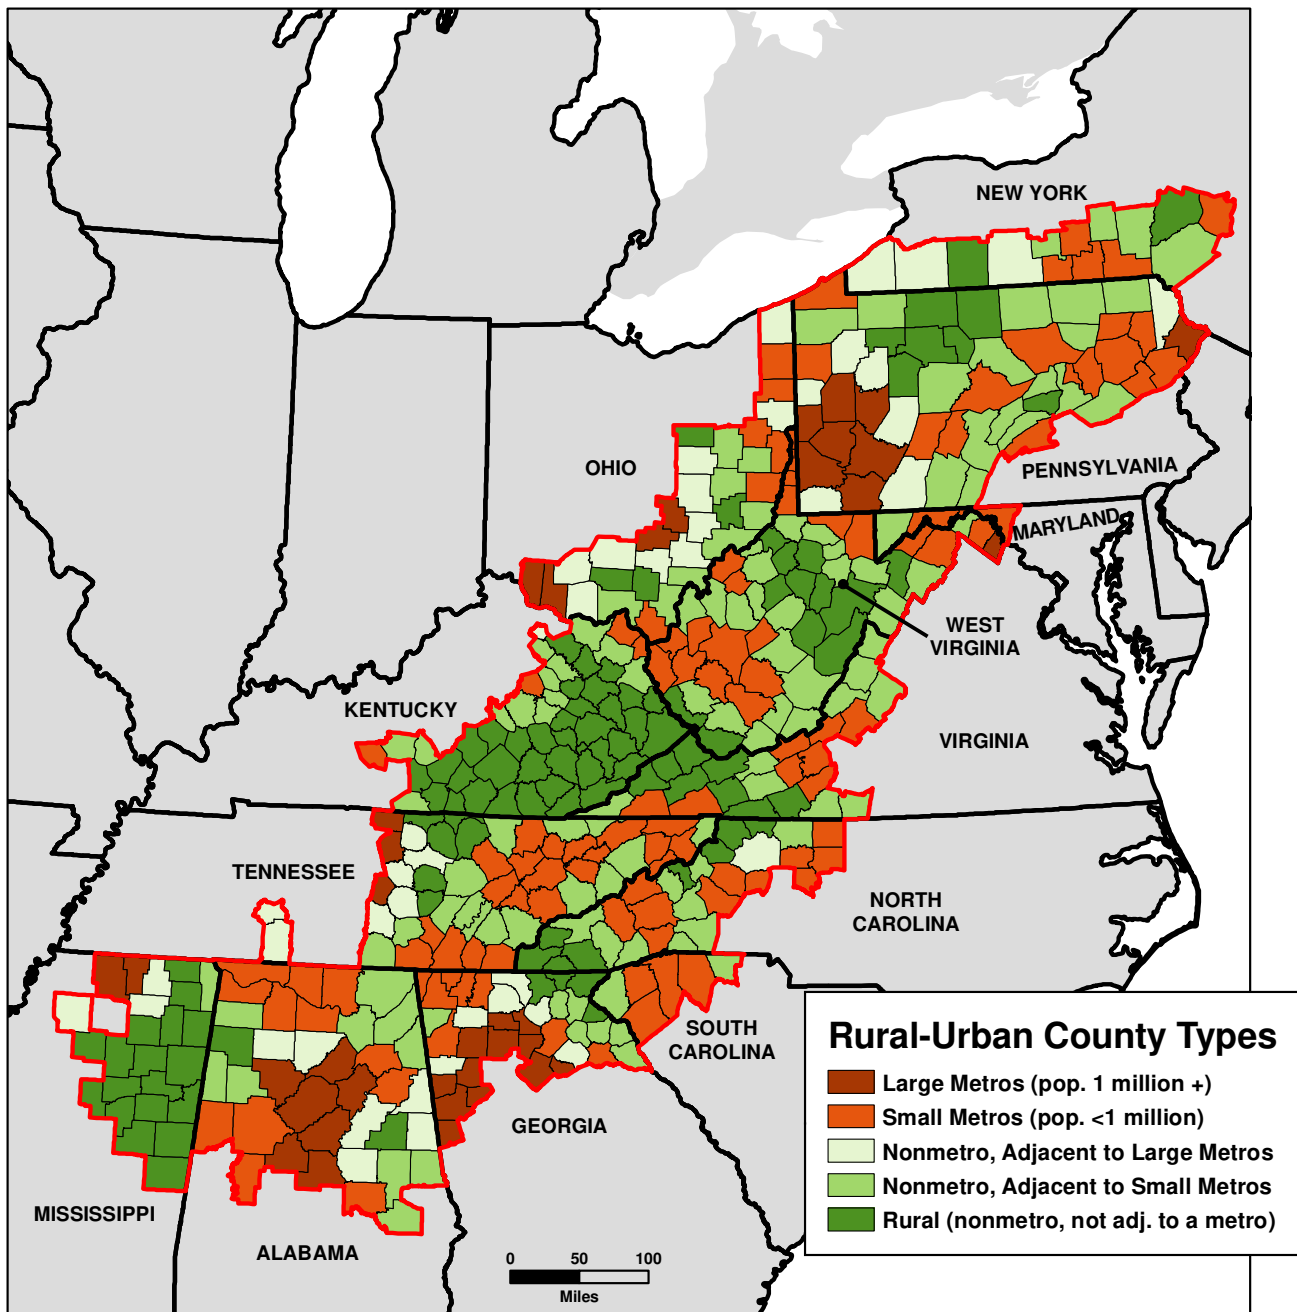 NEW YORK
OHIO
PENNSYLVANIA
MARYLAND
WEST
VIRGINIA
KENTUCKY
VIRGINIA
TENNESSEE
NORTH
CAROLINA
SOUTH
CAROLINA
GEORGIA
MISSISSIPPI
ALABAMA
Rural-Urban County Types
Large Metros (pop. 1 million +)
Small Metros (pop. <1 million)
Nonmetro, Adjacent to Large Metros
Nonmetro, Adjacent to Small Metros
Rural (nonmetro, not adj. to a metro)
0 50 100
Miles